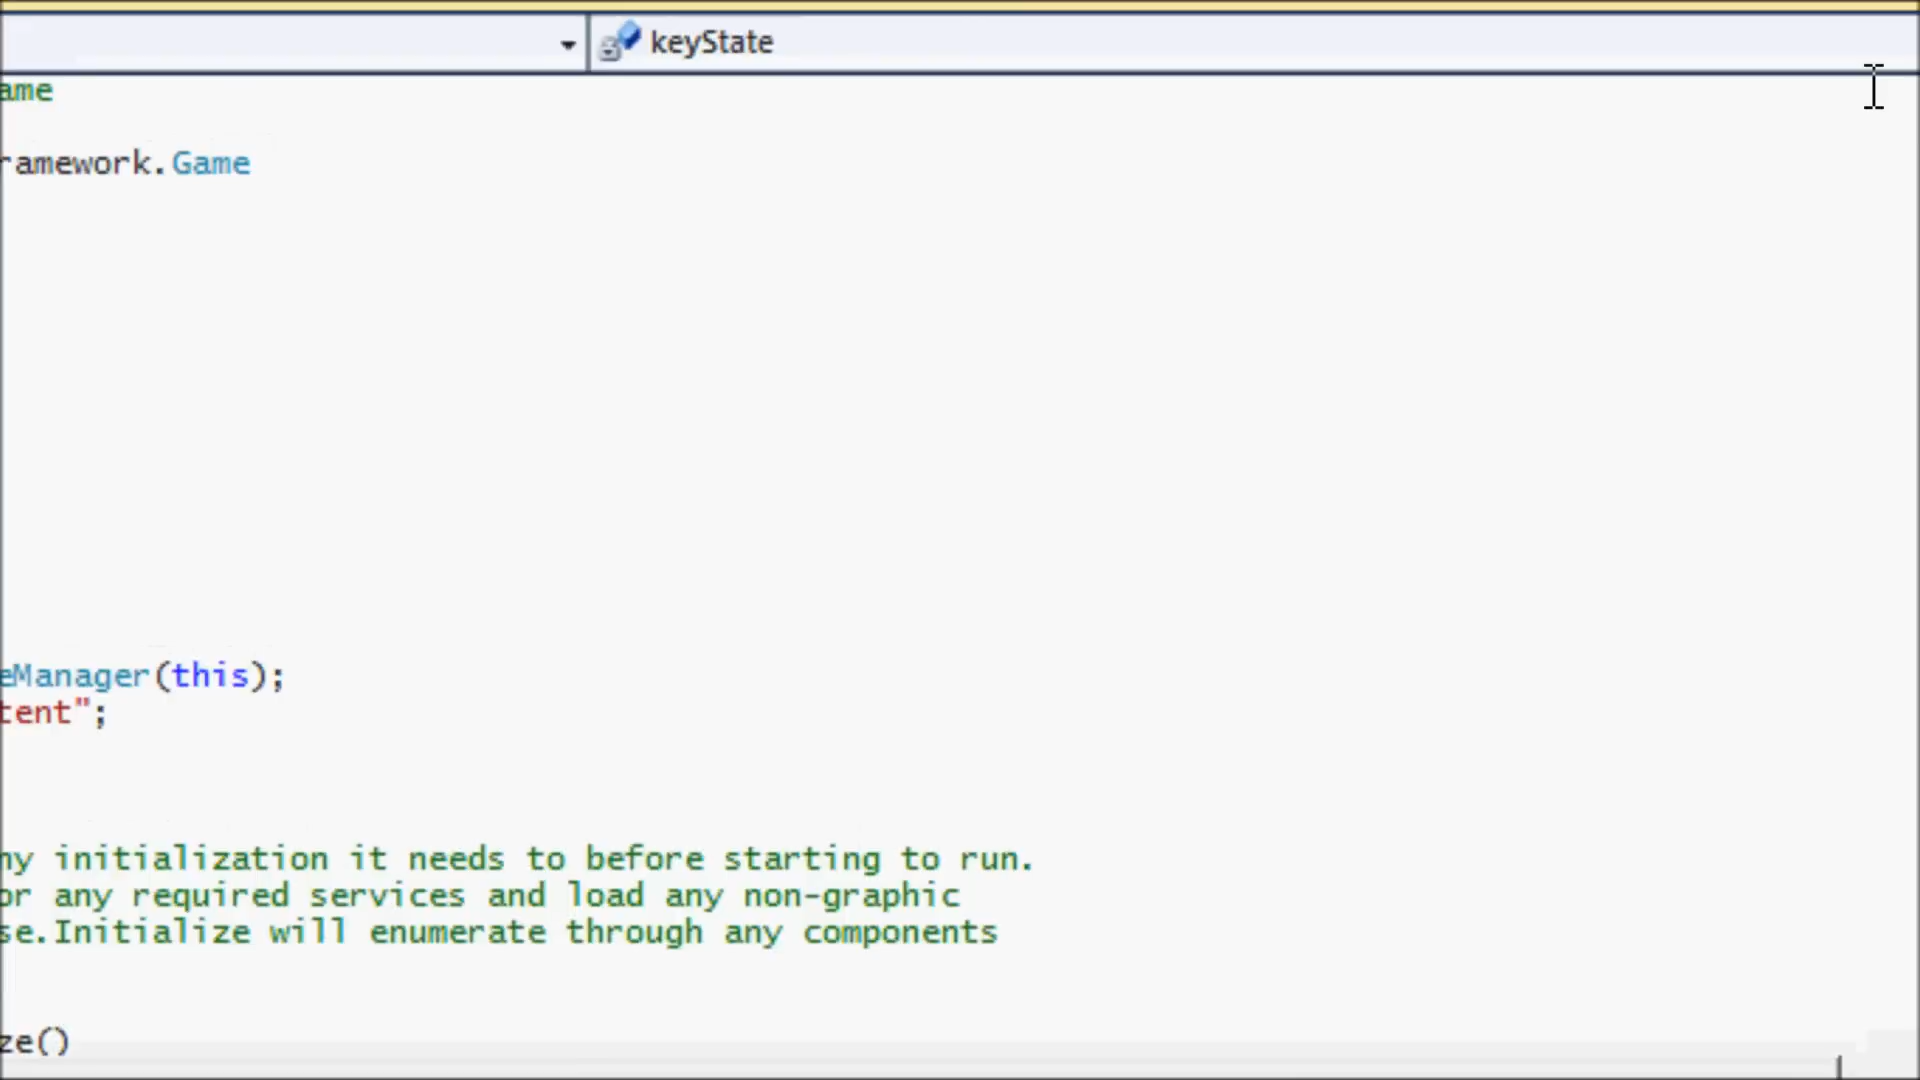 keyState
ame
ramework.Game
eManager(this);
tent";
ny initialization it needs to before starting to run.
or any required services and load any non-graphic
se.Initialize will enumerate through any components
ze()